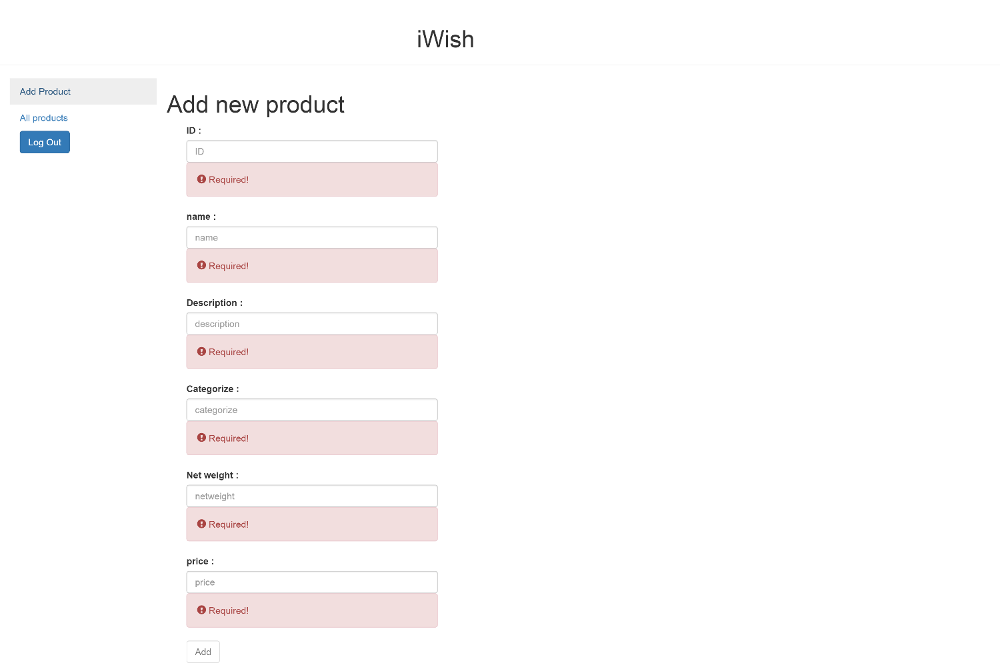 iWish
Add Product
All products
Log Out
Add new product
ID :
ID
Required!
name :
name
Required!
Description :
description
Required!
Categorize :
categorize
Required!
Net weight :
netweight
Required!
price :
price
Required!
Add